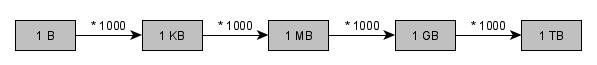 * 1000 * 1000 * 1000 * 1000
1 B 1 KB 1 MB 1 GB 1 TB